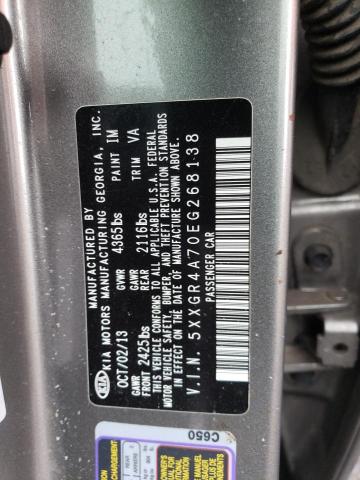 MANUFACTURED BY
KIA MOTORS MANUFACTURING GEORGIA, INC.
KIA
OCT/02/13
GVWR 4365lbs
PAINT IM
GAWR FRONT 2425lbs
GAWR REAR 2116lbs
TRIM VA
THIS VEHICLE CONFORMS TO ALL APPLICABLE U.S.A. FEDERAL
MOTOR VEHICLE SAFETY, BUMPER, AND THEFT PREVENTION STANDARDS
IN EFFECT ON THE DATE OF MANUFACTURE SHOWN ABOVE.
V.I.N. 5XXGR4A70EG268138
PASSENGER CAR
C650